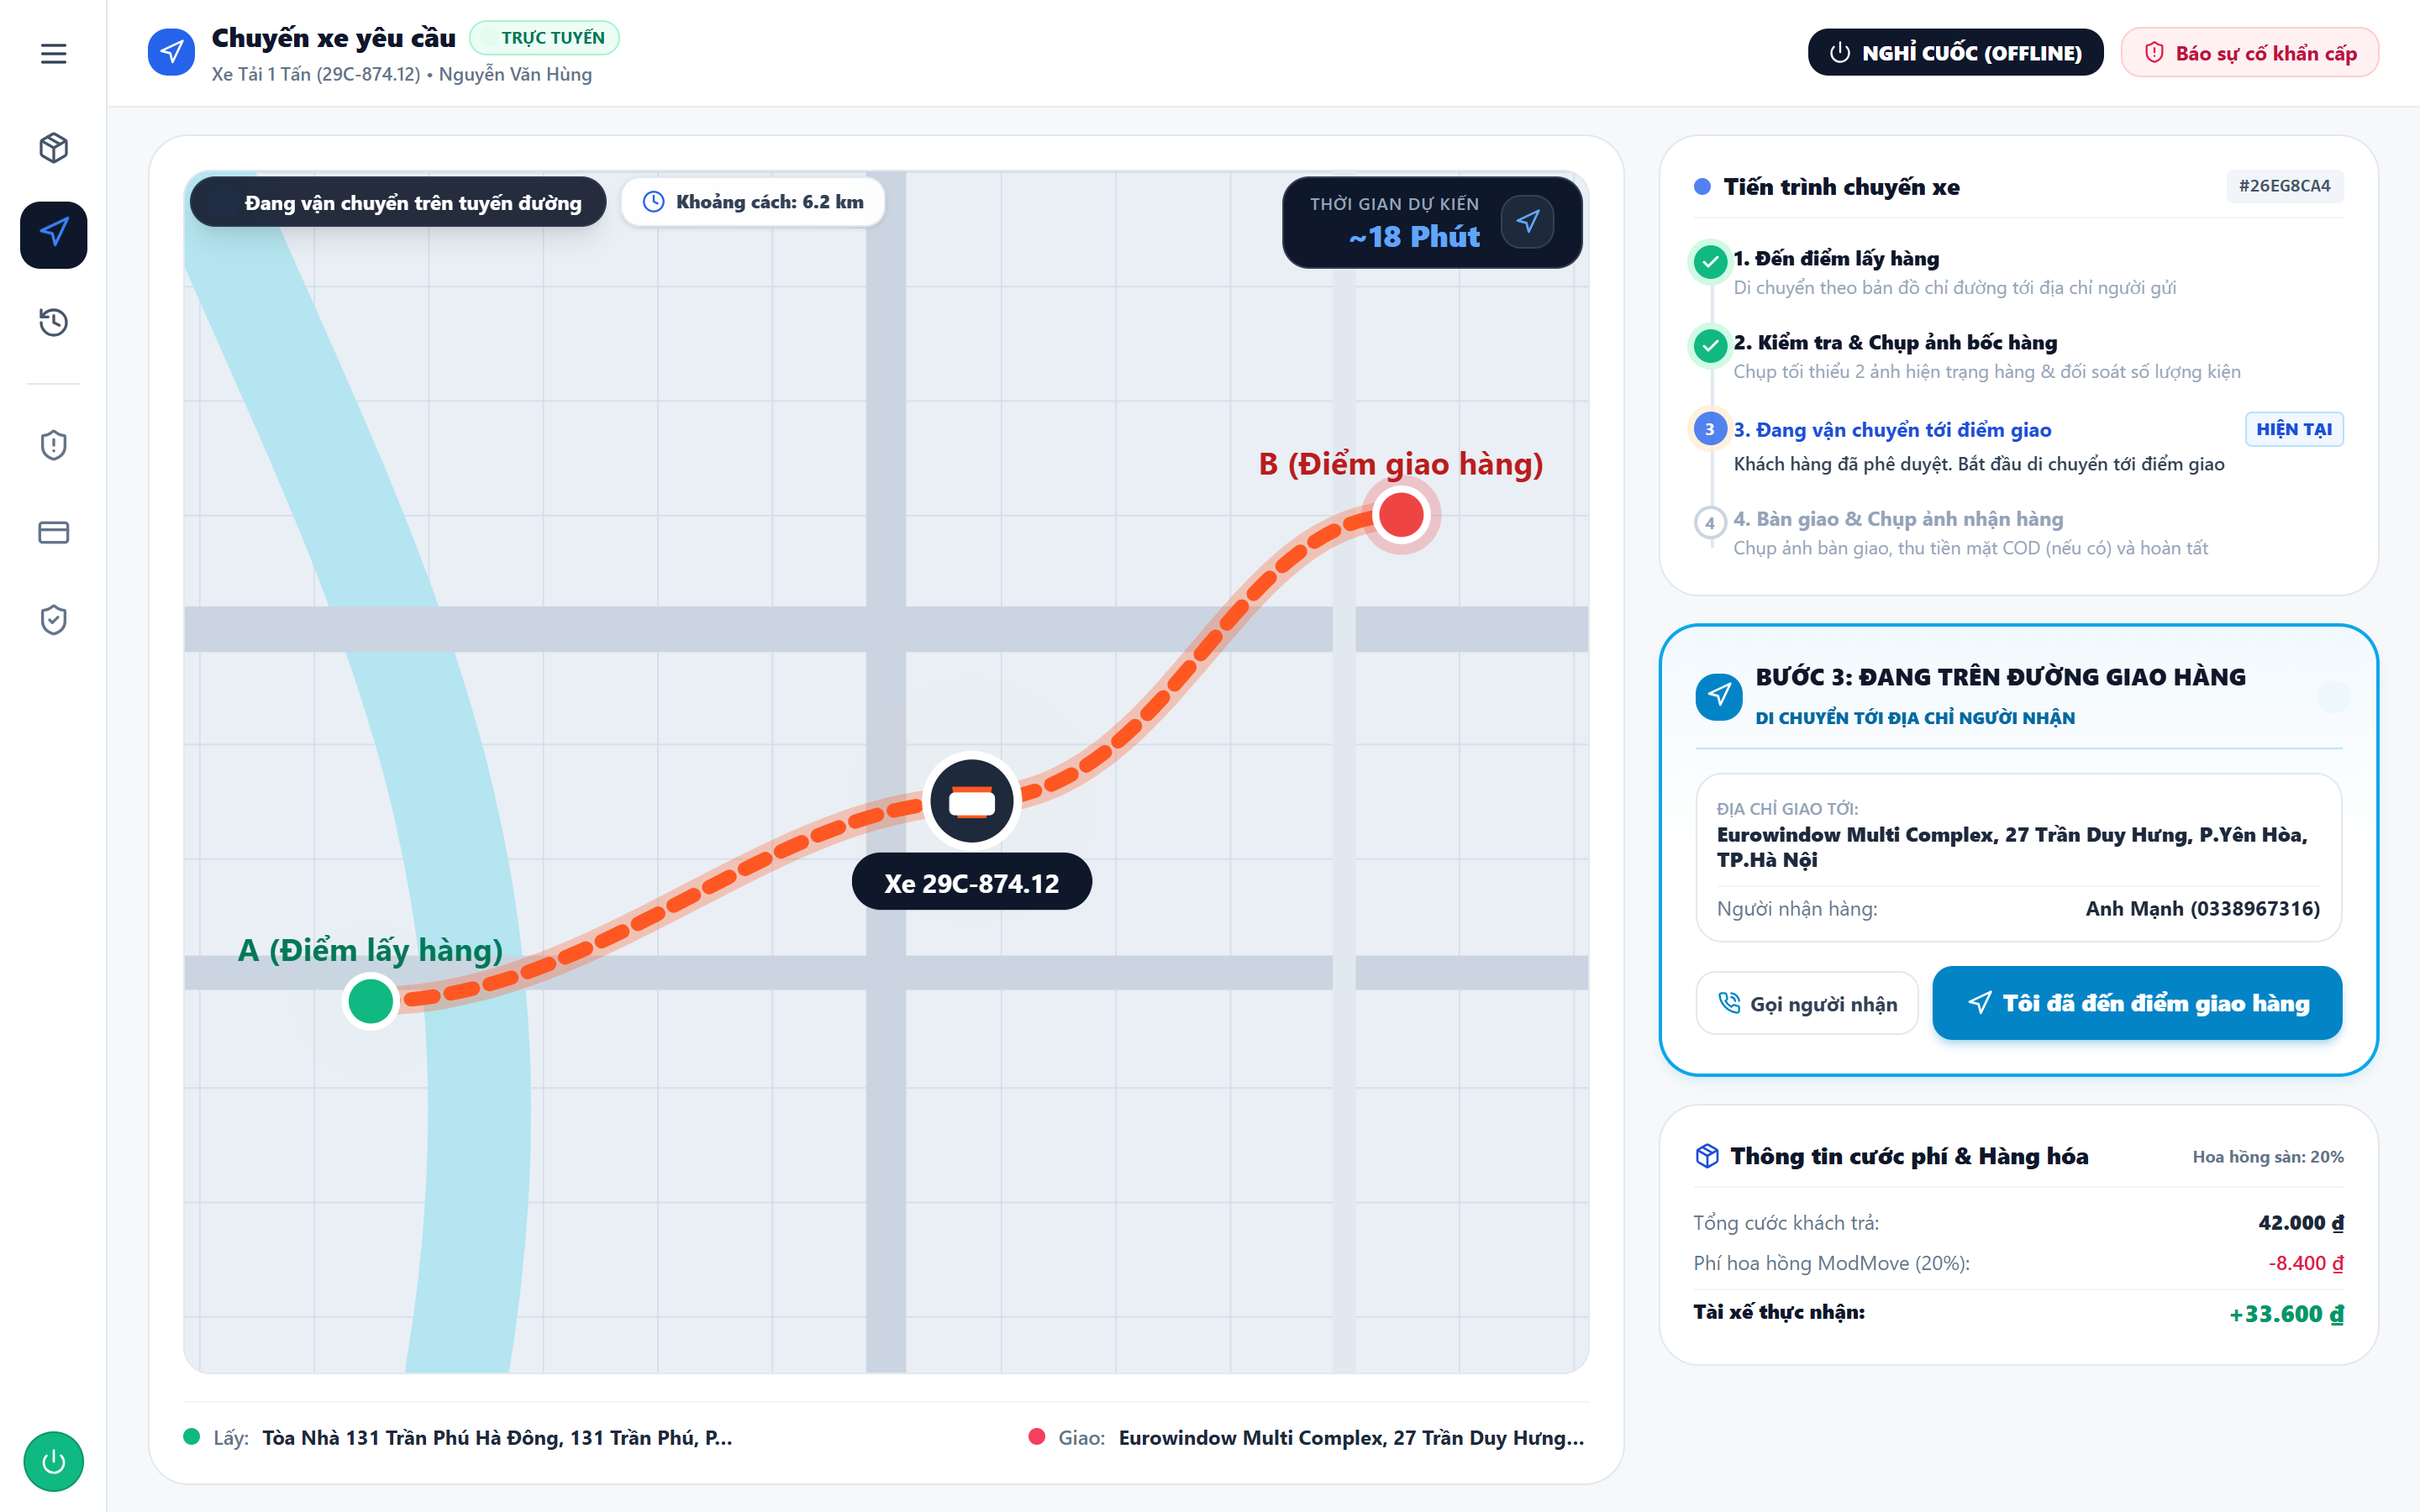 Chuyến xe yêu cầu
TRỰC TUYẾN
Xe Tải 1 Tấn (29C-874.12) • Nguyễn Văn Hùng
NGHỈ CUỐC (OFFLINE)
Báo sự cố khẩn cấp
Đang vận chuyển trên tuyến đường
Khoảng cách: 6.2 km
THỜI GIAN DỰ KIẾN
~18 Phút
B (Điểm giao hàng)
Xe 29C-874.12
A (Điểm lấy hàng)
Lấy: Tòa Nhà 131 Trần Phú Hà Đông, 131 Trần Phú, P...
Giao: Eurowindow Multi Complex, 27 Trần Duy Hưng...
Tiến trình chuyến xe
#26EG8CA4
1. Đến điểm lấy hàng
Di chuyển theo bản đồ chỉ đường tới địa chỉ người gửi
2. Kiểm tra & Chụp ảnh bốc hàng
Chụp tối thiểu 2 ảnh hiện trạng hàng & đối soát số lượng kiện
3
3. Đang vận chuyển tới điểm giao
HIỆN TẠI
Khách hàng đã phê duyệt. Bắt đầu di chuyển tới điểm giao
4
4. Bàn giao & Chụp ảnh nhận hàng
Chụp ảnh bàn giao, thu tiền mặt COD (nếu có) và hoàn tất
BƯỚC 3: ĐANG TRÊN ĐƯỜNG GIAO HÀNG
DI CHUYỂN TỚI ĐỊA CHỈ NGƯỜI NHẬN
ĐỊA CHỈ GIAO TỚI:
Eurowindow Multi Complex, 27 Trần Duy Hưng, P.Yên Hòa,
TP.Hà Nội
Người nhận hàng:
Anh Mạnh (0338967316)
Gọi người nhận
Tôi đã đến điểm giao hàng
Thông tin cước phí & Hàng hóa
Hoa hồng sàn: 20%
Tổng cước khách trả:
42.000 ₫
Phí hoa hồng ModMove (20%):
-8.400 ₫
Tài xế thực nhận:
+33.600 ₫